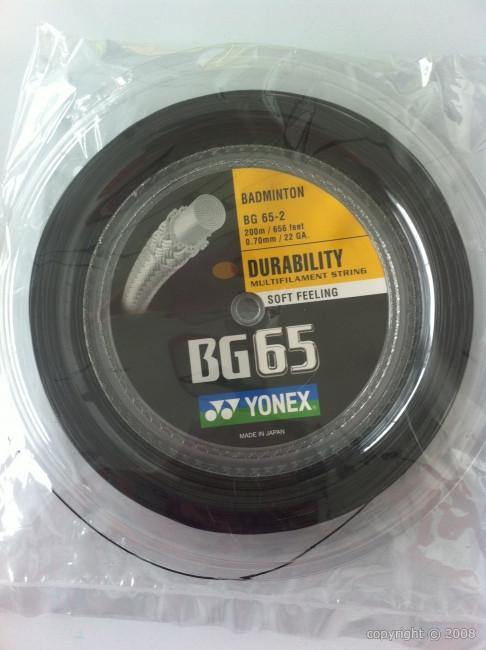 BADMINTON
BG 65-2
200m / 656 feet
0.70mm / 22 GA.
DURABILITY
MULTIFILAMENT STRING
SOFT FEELING
BG65
YONEX
MADE IN JAPAN
copyright © 2008